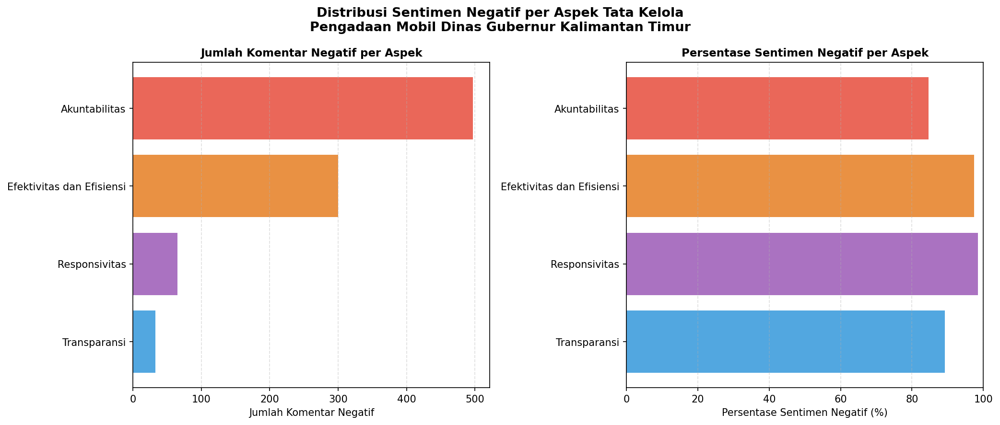 Distribusi Sentimen Negatif per Aspek Tata Kelola
Pengadaan Mobil Dinas Gubernur Kalimantan Timur
Jumlah Komentar Negatif per Aspek
Akuntabilitas
Efektivitas dan Efisiensi
Responsivitas
Transparansi
0 100 200 300 400 500
Jumlah Komentar Negatif
Persentase Sentimen Negatif per Aspek
Akuntabilitas
Efektivitas dan Efisiensi
Responsivitas
Transparansi
0 20 40 60 80 100
Persentase Sentimen Negatif (%)